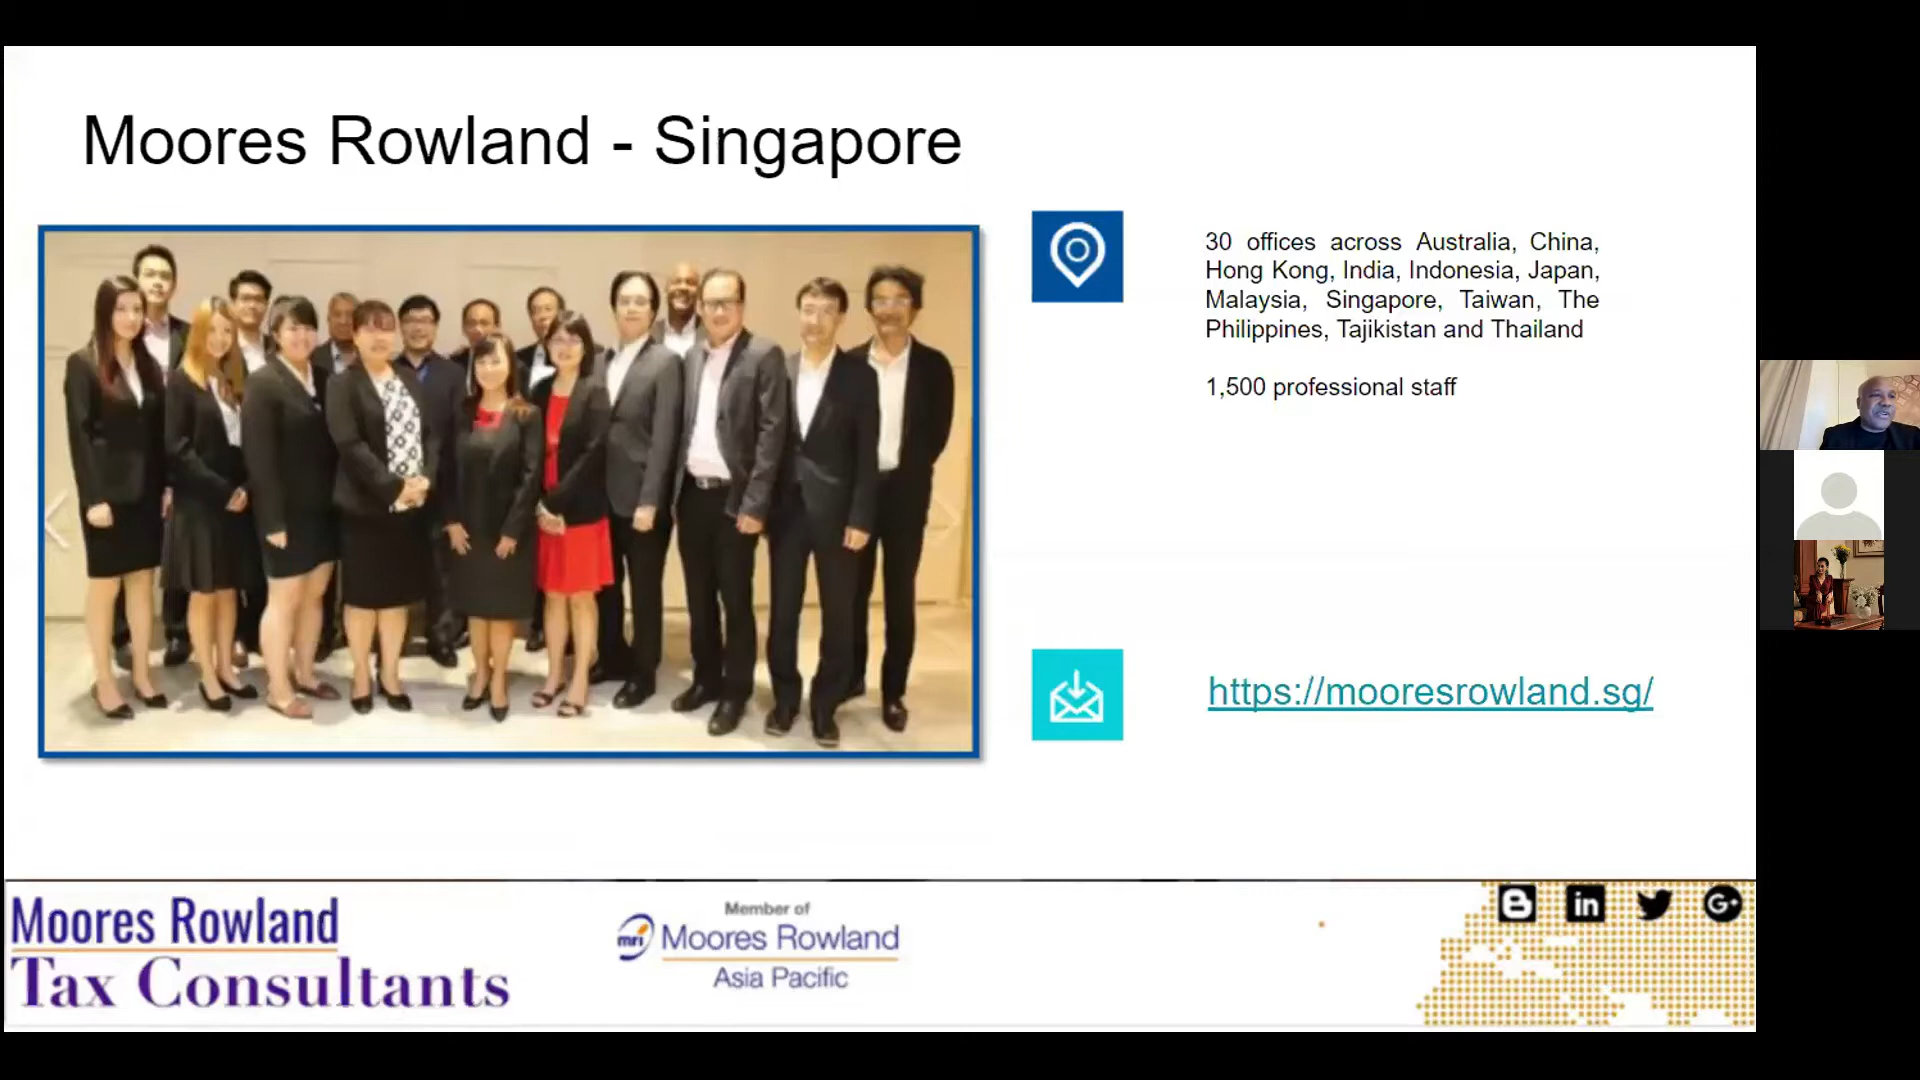 Moores Rowland - Singapore
30 offices across Australia, China,
Hong Kong, India, Indonesia, Japan,
Malaysia, Singapore, Taiwan, The
Philippines, Tajikistan and Thailand
1,500 professional staff
https://mooresrowland.sg/
Moores Rowland
Tax Consultants
Member of
mri Moores Rowland
Asia Pacific
in
G+